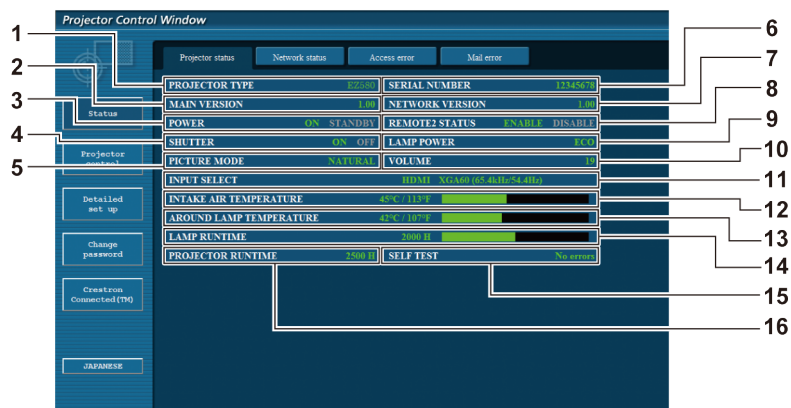 Projector Control Window
Projector status Network status Access error Mail error
1
2
3
4
5
6
7
8
9
10
11
12
13
14
15
16
Status
Projector
control
Detailed
set up
Change
password
Crestron
Connected(TM)
JAPANESE
PROJECTOR TYPE EZ580 SERIAL NUMBER 12345678
MAIN VERSION 1.00 NETWORK VERSION 1.00
POWER ON STANDBY REMOTE2 STATUS ENABLE DISABLE
SHUTTER ON OFF LAMP POWER ECO
PICTURE MODE NATURAL VOLUME 19
INPUT SELECT HDMI XGA60 (65.4kHz/54.4Hz)
INTAKE AIR TEMPERATURE 45°C / 113°F
AROUND LAMP TEMPERATURE 42°C / 107°F
LAMP RUNTIME 2000 H
PROJECTOR RUNTIME 2500 H SELF TEST No errors